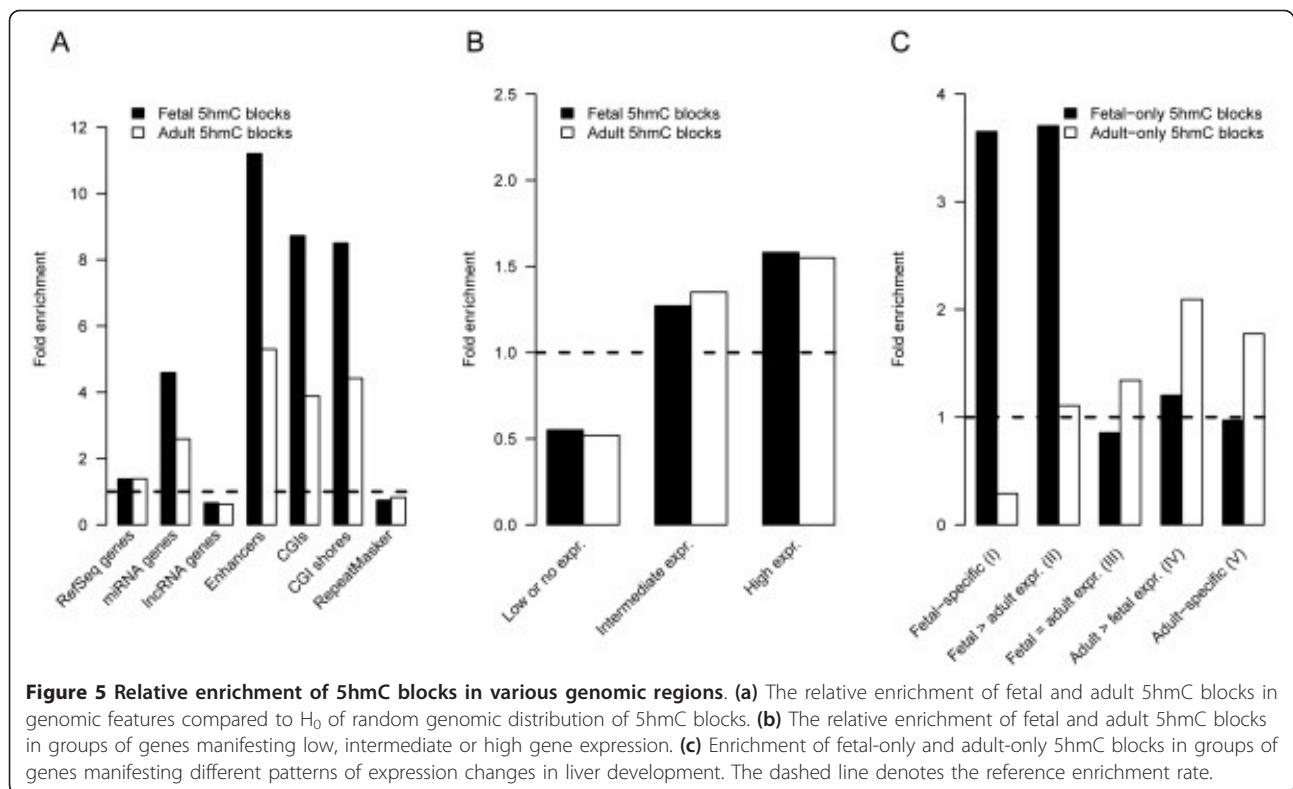 A
Fetal 5hmC blocks
Adult 5hmC blocks
Fold enrichment
12
10
8
6
4
2
0
RefSeq genes
miRNA genes
lncRNA genes
Enhancers
CGIs
CGI shores
RepeatMasker
B
Fetal 5hmC blocks
Adult 5hmC blocks
Fold enrichment
2.5
2.0
1.5
1.0
0.5
0.0
Low or no expr.
Intermediate expr.
High expr.
C
Fetal-only 5hmC blocks
Adult-only 5hmC blocks
Fold enrichment
4
3
2
1
0
Fetal-specific (I)
Fetal > adult expr. (II)
Fetal = adult expr. (III)
Adult > fetal expr. (IV)
Adult-specific (V)
Figure 5 Relative enrichment of 5hmC blocks in various genomic regions. (a) The relative enrichment of fetal and adult 5hmC blocks in
genomic features compared to H0 of random genomic distribution of 5hmC blocks. (b) The relative enrichment of fetal and adult 5hmC blocks
in groups of genes manifesting low, intermediate or high gene expression. (c) Enrichment of fetal-only and adult-only 5hmC blocks in groups of
genes manifesting different patterns of expression changes in liver development. The dashed line denotes the reference enrichment rate.